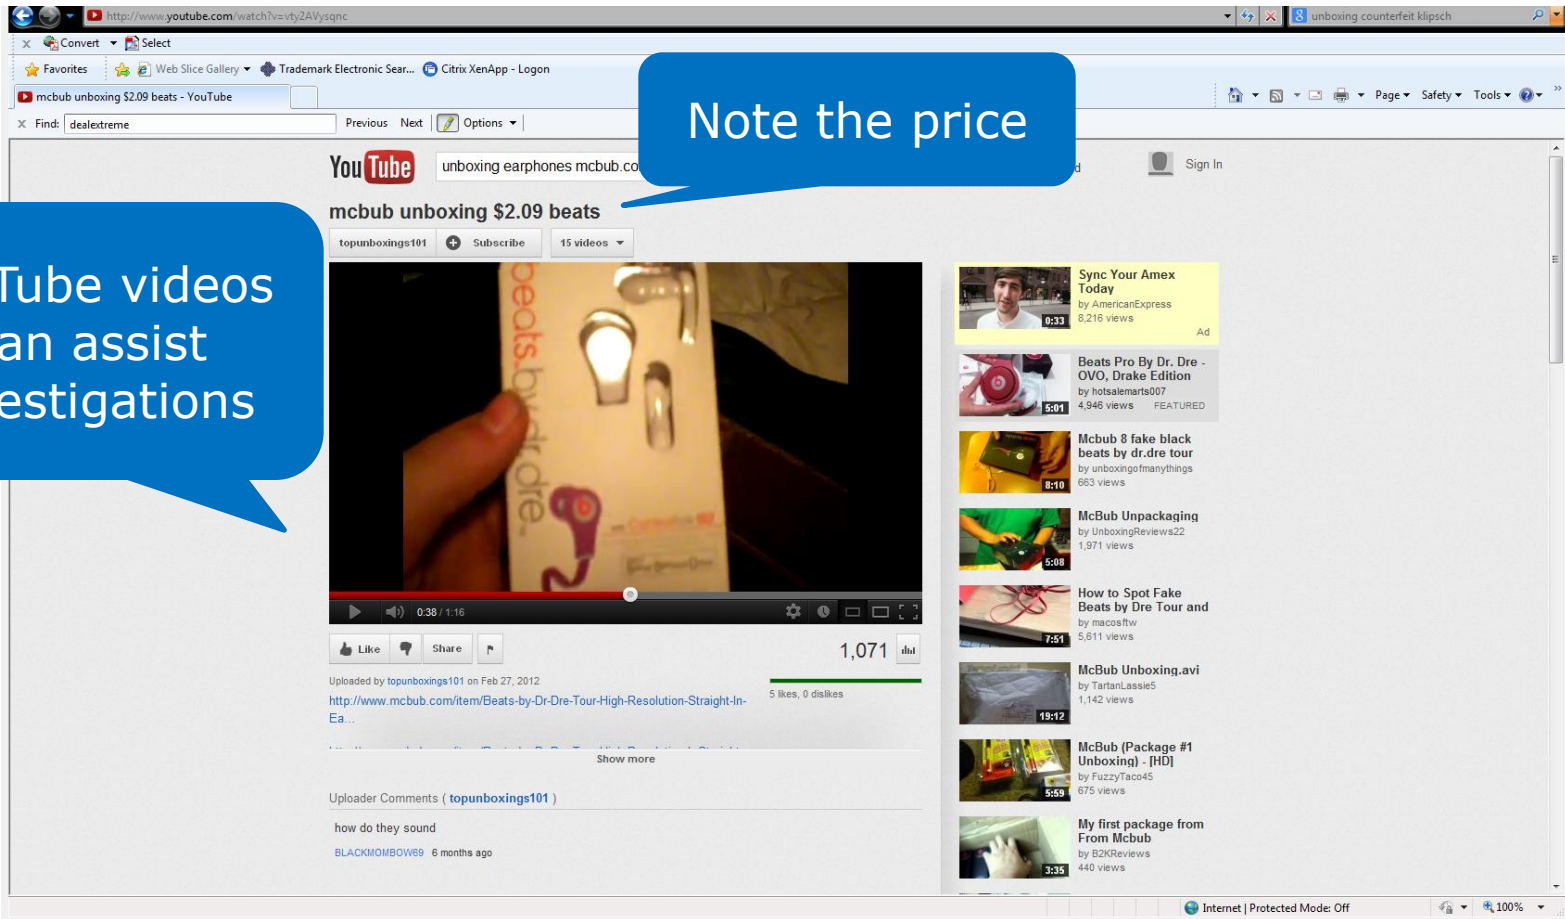 http://www.youtube.com/watch?v=vty2AVysqnc
unboxing counterfeit klipsch
x Convert Select
Favorites Web Slice Gallery Trademark Electronic Sear... Citrix XenApp - Logon
mcbub unboxing $2.09 beats - YouTube
Page Safety Tools
x Find: dealextreme Previous Next Options
Note the price
YouTube unboxing earphones mcbub.co
Sign In
mcbub unboxing $2.09 beats
topunboxings101 Subscribe 15 videos
Tube videos
an assist
estigations
beats by dr. dre
0:38 / 1:16
Like Share
1,071
Uploaded by topunboxings101 on Feb 27, 2012
5 likes, 0 dislikes
http://www.mcbub.com/item/Beats-by-Dr-Dre-Tour-High-Resolution-Straight-In-
Ea...
Show more
Uploader Comments ( topunboxings101 )
how do they sound
BLACKMOMBOW69 6 months ago
Sync Your Amex
Today
by AmericanExpress
8,216 views
Ad
0:33
Beats Pro By Dr. Dre -
OVO, Drake Edition
by hotsalemarts007
4,946 views FEATURED
5:01
Mcbub 8 fake black
beats by dr.dre tour
by unboxingofmanythings
663 views
8:10
McBub Unpackaging
by UnboxingReviews22
1,971 views
5:08
How to Spot Fake
Beats by Dre Tour and
by macosftw
5,611 views
7:51
McBub Unboxing.avi
by TartanLassie5
1,142 views
19:12
McBub (Package #1
Unboxing) - [HD]
by FuzzyTaco45
675 views
5:59
My first package from
From Mcbub
by B2KReviews
440 views
3:35
Internet | Protected Mode: Off
100%